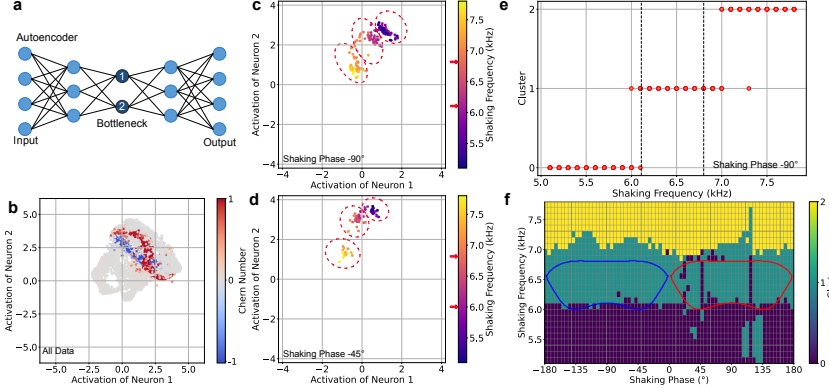 a
Autoencoder
1
2
Bottleneck
Input
Output
b
Activation of Neuron 2
5.0
2.5
0.0
−2.5
−5.0
All Data
−5.0
−2.5
0.0
2.5
5.0
Activation of Neuron 1
1
0
-1
Chern Number
c
Activation of Neuron 2
4
2
0
−2
−4
Shaking Phase -90°
−4
−2
0
2
4
Activation of Neuron 1
7.5
7.0
6.5
6.0
5.5
Shaking Frequency (kHz)
d
Activation of Neuron 2
4
2
0
−2
−4
Shaking Phase -45°
−4
−2
0
2
4
Activation of Neuron 1
7.5
7.0
6.5
6.0
5.5
Shaking Frequency (kHz)
e
Cluster
2
1
0
Shaking Phase -90°
5.0
5.5
6.0
6.5
7.0
7.5
Shaking Frequency (kHz)
f
Shaking Frequency (kHz)
7.5
7.0
6.5
6.0
5.5
−180
−135
−90
−45
0
45
90
135
180
Shaking Phase (°)
2
1
0